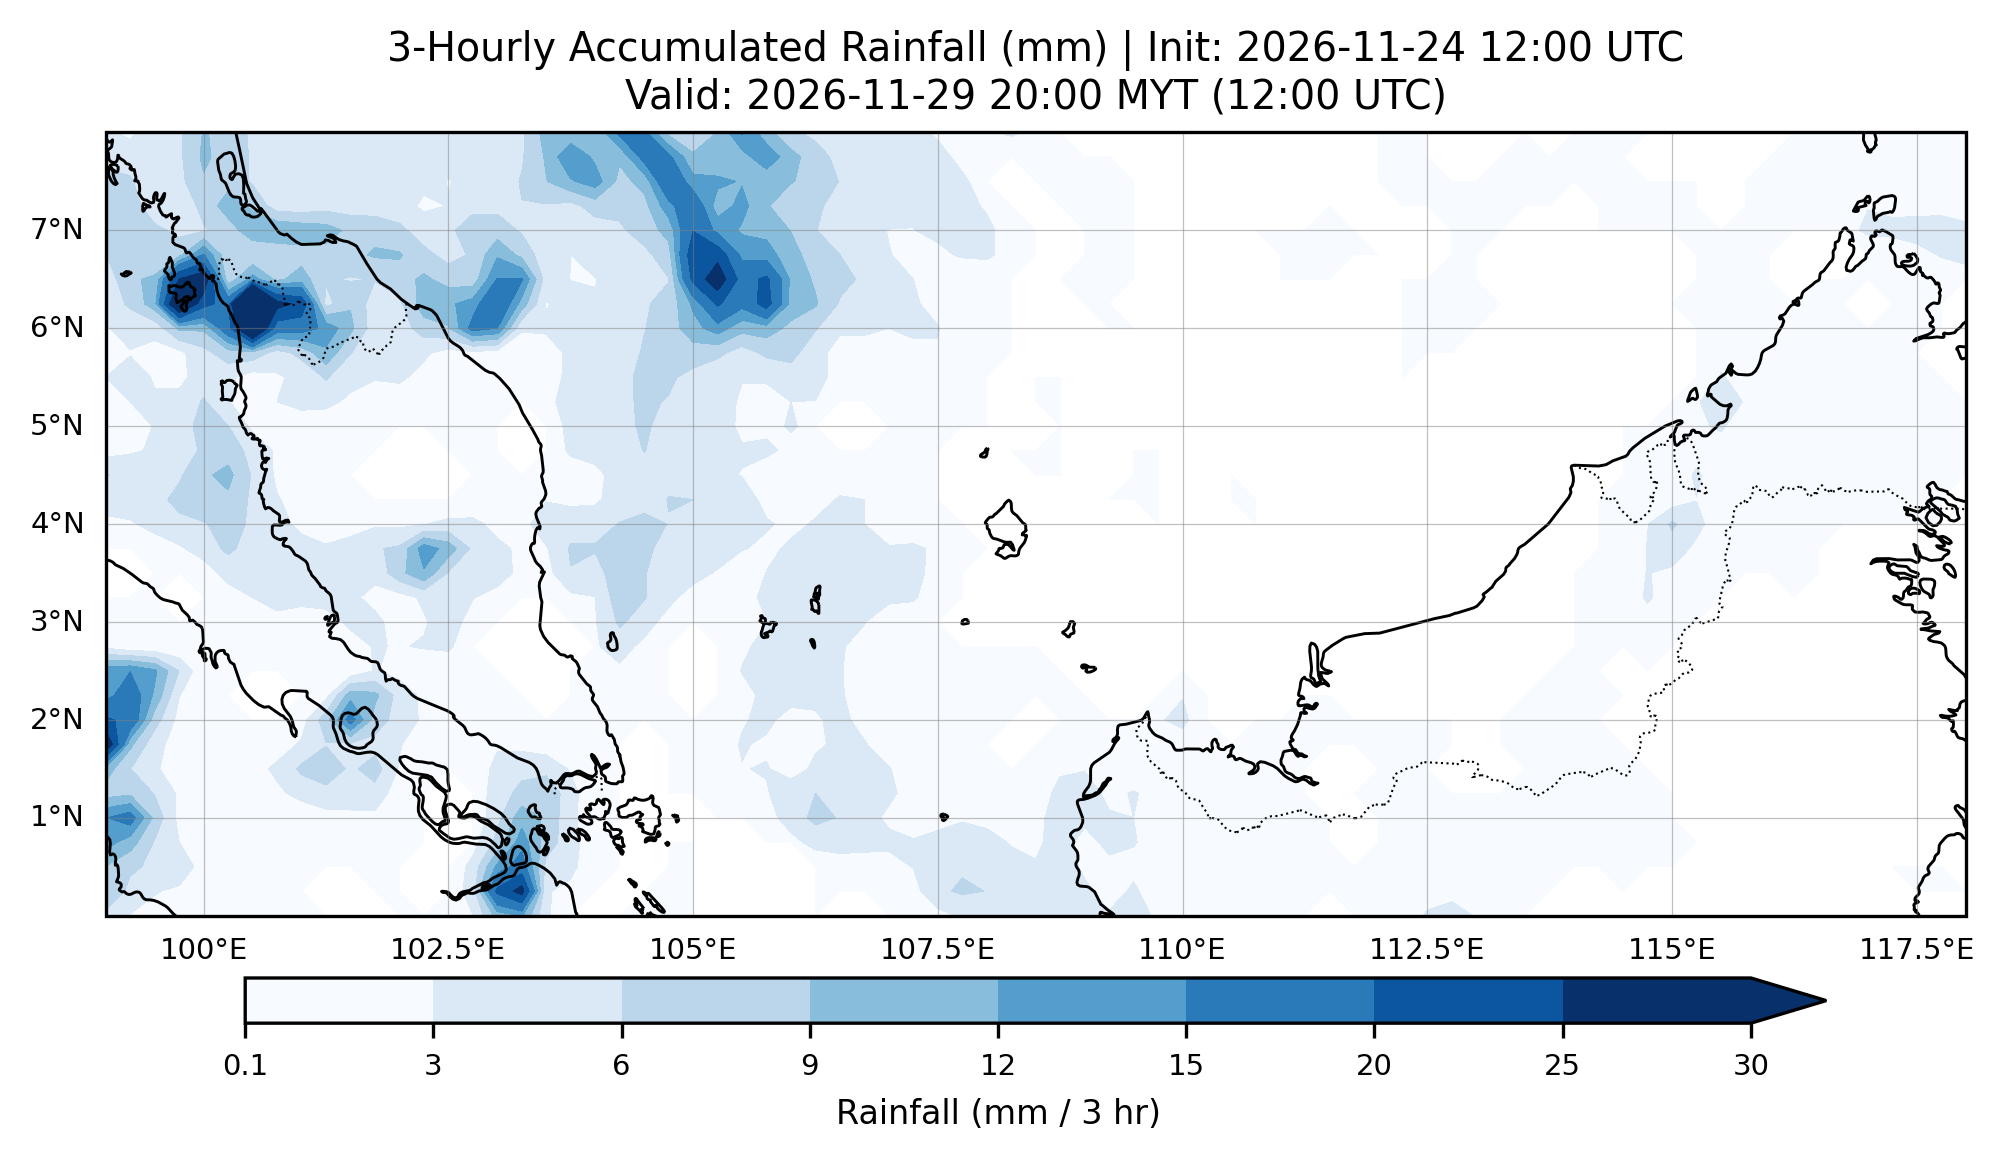 3-Hourly Accumulated Rainfall (mm) | Init: 2026-11-24 12:00 UTC
Valid: 2026-11-29 20:00 MYT (12:00 UTC)
7°N
6°N
5°N
4°N
3°N
2°N
1°N
100°E 102.5°E 105°E 107.5°E 110°E 112.5°E 115°E 117.5°E
0.1 3 6 9 12 15 20 25 30
Rainfall (mm / 3 hr)